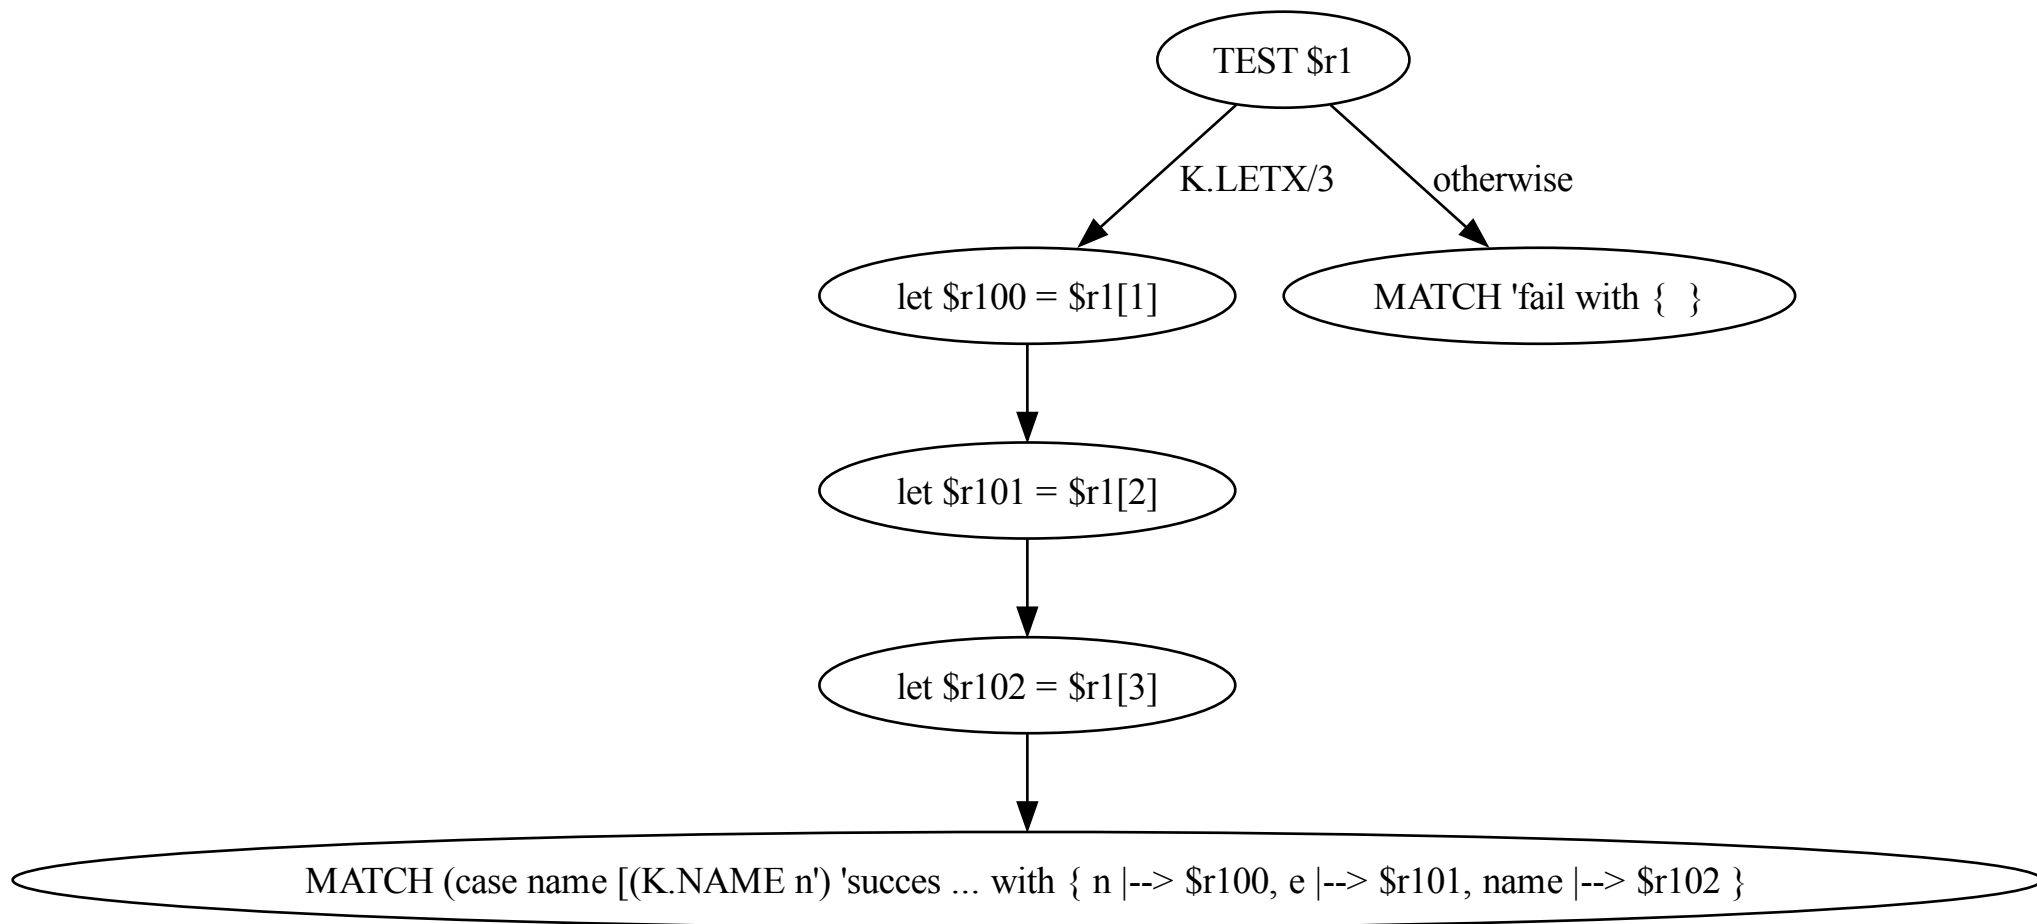 TEST $r1
K.LETX/3
otherwise
let $r100 = $r1[1]
MATCH 'fail with {  }
let $r101 = $r1[2]
let $r102 = $r1[3]
MATCH (case name [(K.NAME n') 'succes ... with { n |--> $r100, e |--> $r101, name |--> $r102 }